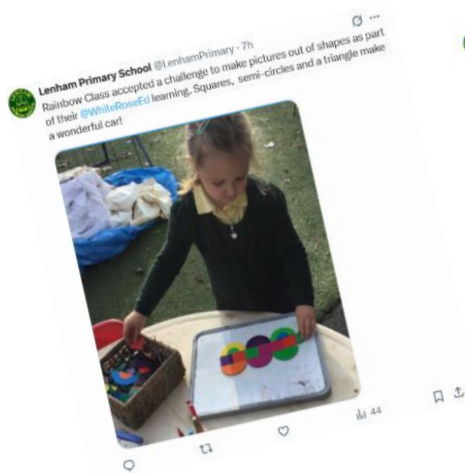 Lenham Primary School @LenhamPrimary · 7h
Rainbow Class accepted a challenge to make pictures out of shapes as part
of their @WhiteRoseEd learning. Squares, semi-circles and a triangle make
a wonderful car!
44